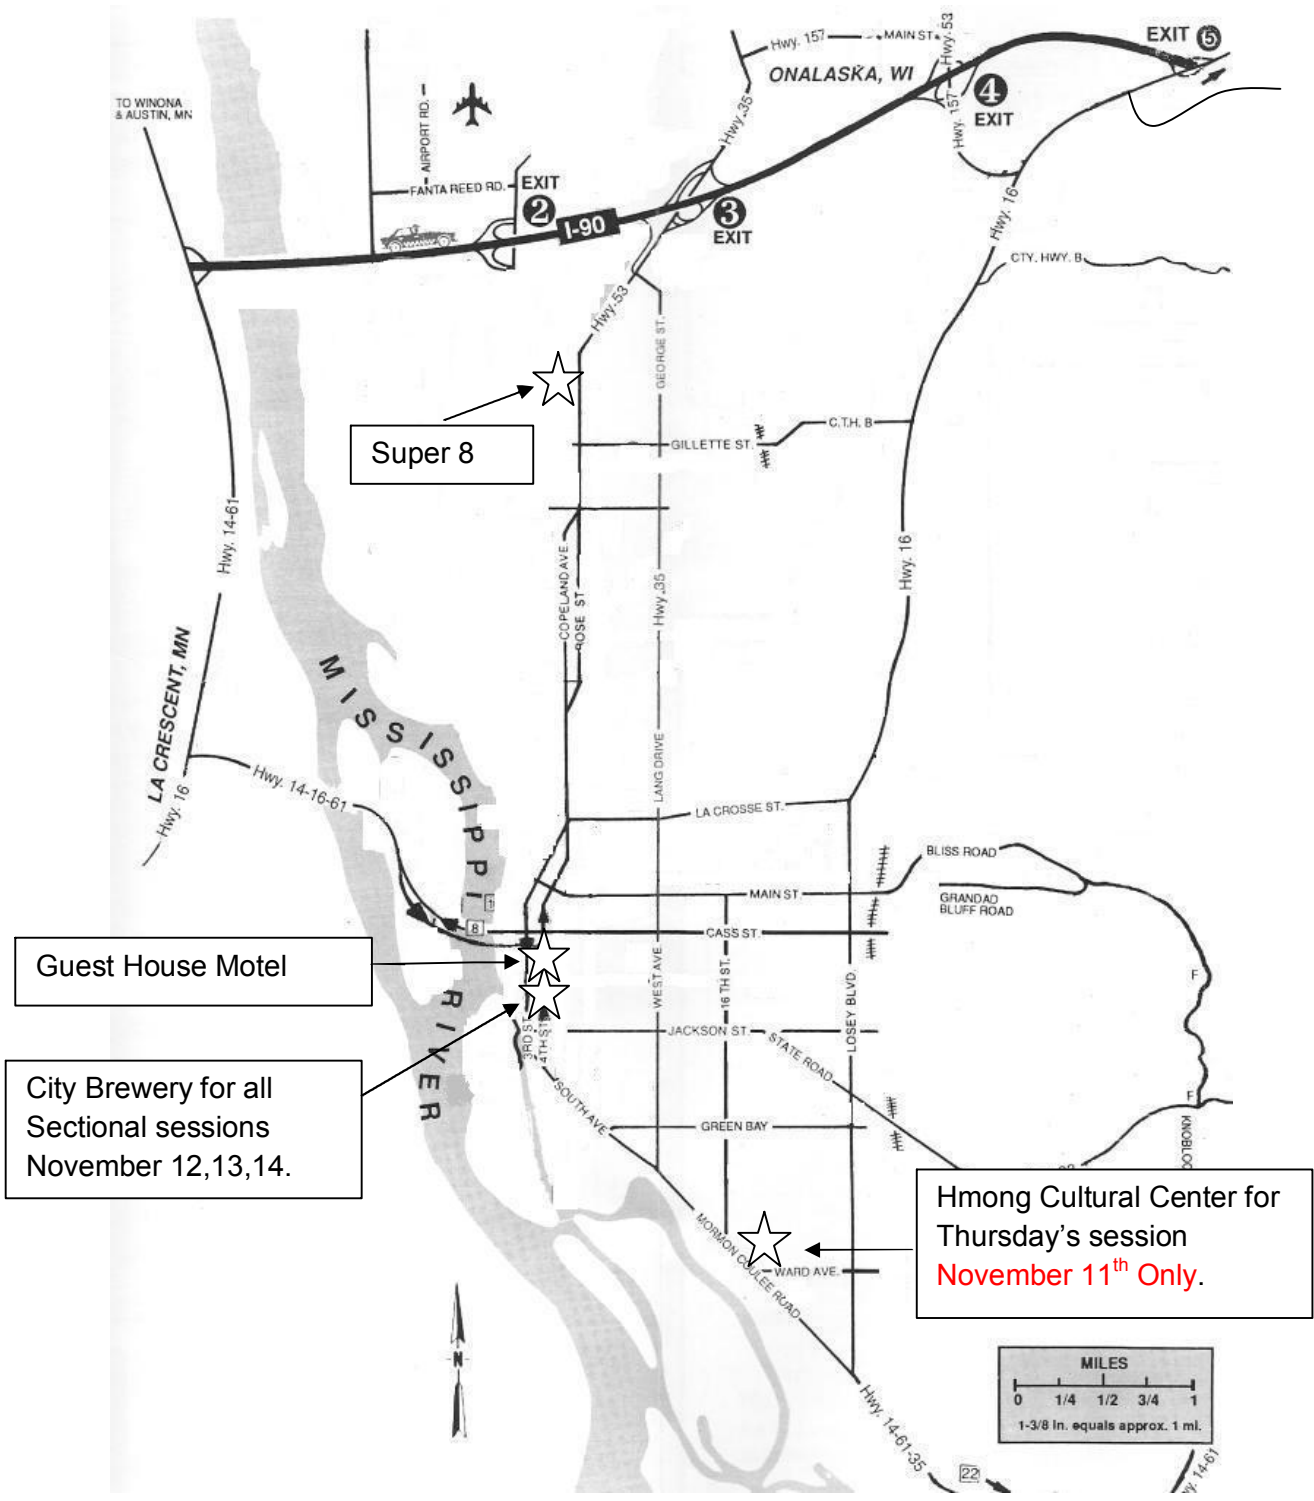 Hwy. 157
MAIN ST.
Hwy. 53
EXIT 5
ONALASKA, WI
TO WINONA
& AUSTIN, MN
AIRPORT RD.
Hwy. 35
4
EXIT
Hwy. 157
FANTA REED RD.
EXIT
2
I-90
3
EXIT
Hwy. 16
CTY. HWY. B
Hwy. 53
GEORGE ST.
Super 8
GILLETTE ST.
C.T.H. B
Hwy. 14-61
COPELAND AVE.
ROSE ST.
Hwy. 35
Hwy. 16
LA CRESCENT, MN
MISSISSIPPI
LANG DRIVE
Hwy. 16
Hwy. 14-16-61
LA CROSSE ST.
BLISS ROAD
MAIN ST.
GRANDAD
BLUFF ROAD
8
CASS ST.
Guest House Motel
WEST AVE
16 TH ST.
LOSEY BLVD.
F
RIVER
3RD ST.
4TH ST.
JACKSON ST.
STATE ROAD
City Brewery for all
Sectional sessions
November 12,13,14.
SOUTH AVE
GREEN BAY
F
Hmong Cultural Center for
Thursday's session
November 11th Only.
MORMON COULEE ROAD
WARD AVE.
N
MILES
0 1/4 1/2 3/4 1
1-3/8 in. equals approx. 1 mi.
Hwy. 14-61-35
22
14-61